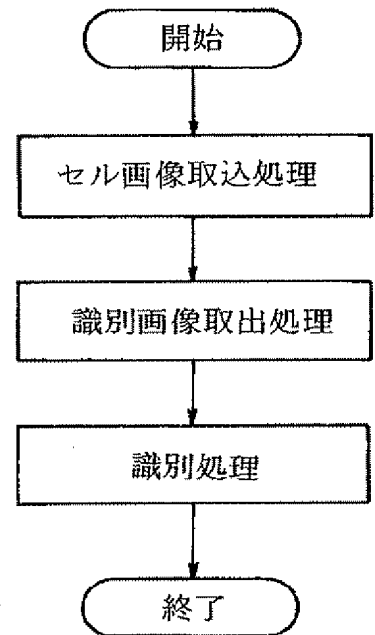 開始
セル画像取込処理
識別画像取出処理
識別処理
終了